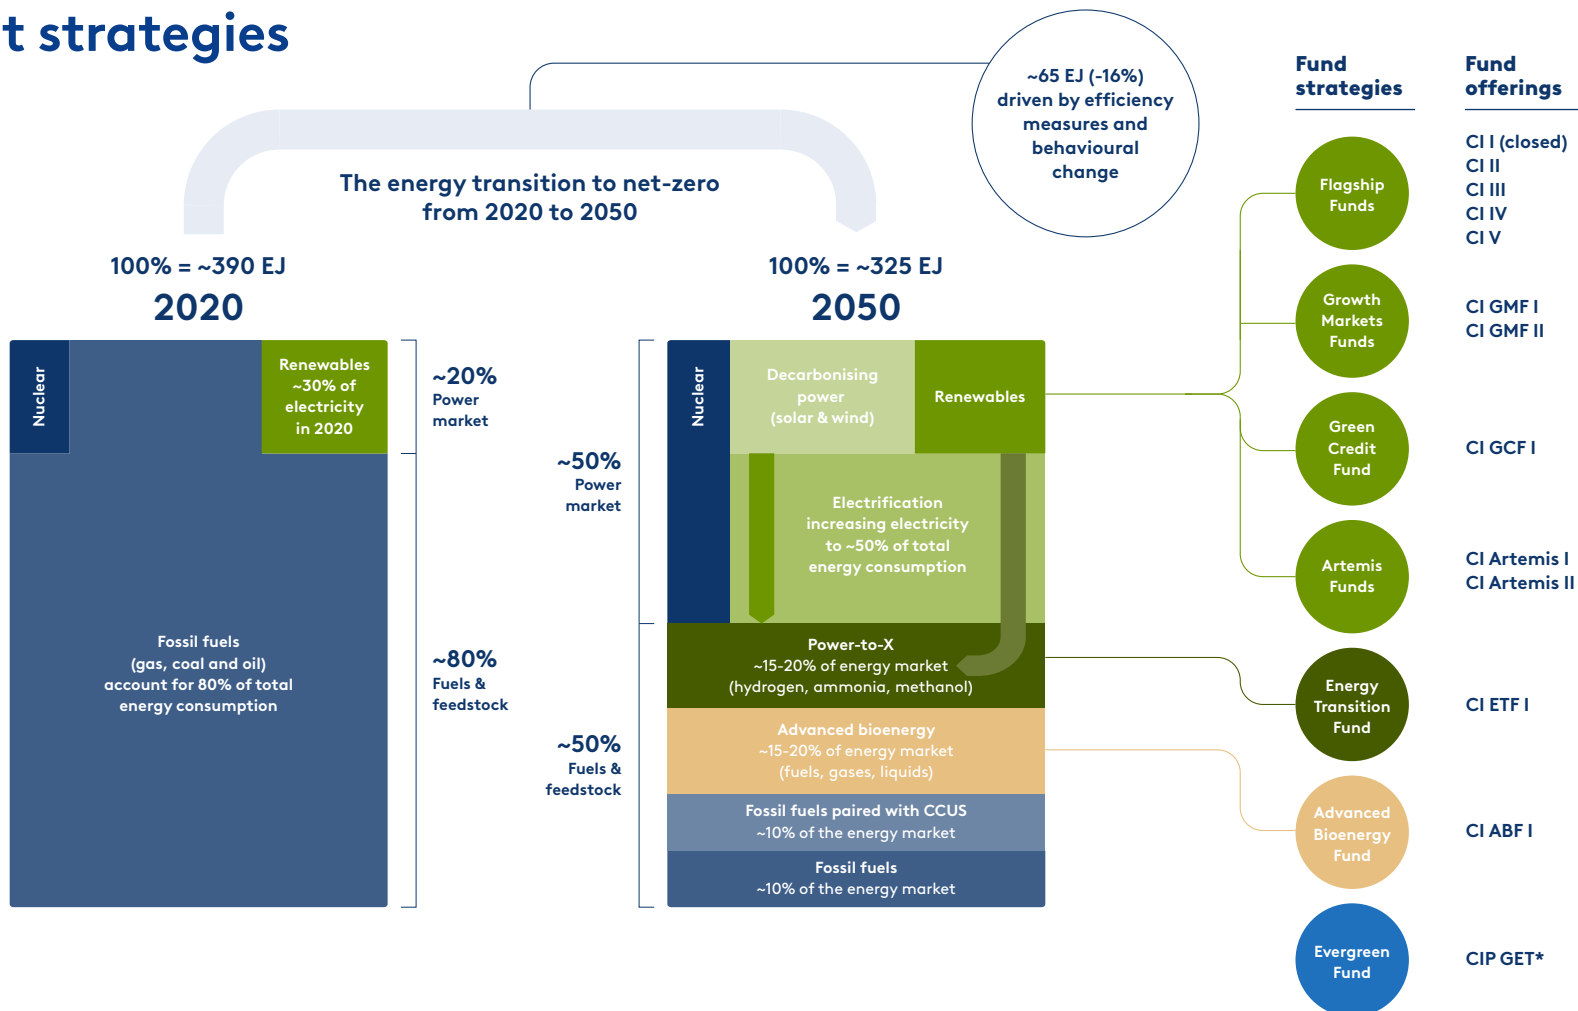 t strategies
~65 EJ (-16%)
driven by efficiency
measures and
behavioural
change
The energy transition to net-zero
from 2020 to 2050
100% = ~390 EJ
2020
100% = ~325 EJ
2050
Nuclear
Renewables
~30% of
electricity
in 2020
~20%
Power
market
Fossil fuels
(gas, coal and oil)
account for 80% of total
energy consumption
~80%
Fuels &
feedstock
~50%
Power
market
~50%
Fuels &
feedstock
Nuclear
Decarbonising
power
(solar & wind)
Renewables
Electrification
increasing electricity
to ~50% of total
energy consumption
Power-to-X
~15-20% of energy market
(hydrogen, ammonia, methanol)
Advanced bioenergy
~15-20% of energy market
(fuels, gases, liquids)
Fossil fuels paired with CCUS
~10% of the energy market
Fossil fuels
~10% of the energy market
Fund
strategies
Fund
offerings
Flagship
Funds
CI I (closed)
CI II
CI III
CI IV
CI V
Growth
Markets
Funds
CI GMF I
CI GMF II
Green
Credit
Fund
CI GCF I
Artemis
Funds
CI Artemis I
CI Artemis II
Energy
Transition
Fund
CI ETF I
Advanced
Bioenergy
Fund
CI ABF I
Evergreen
Fund
CIP GET*